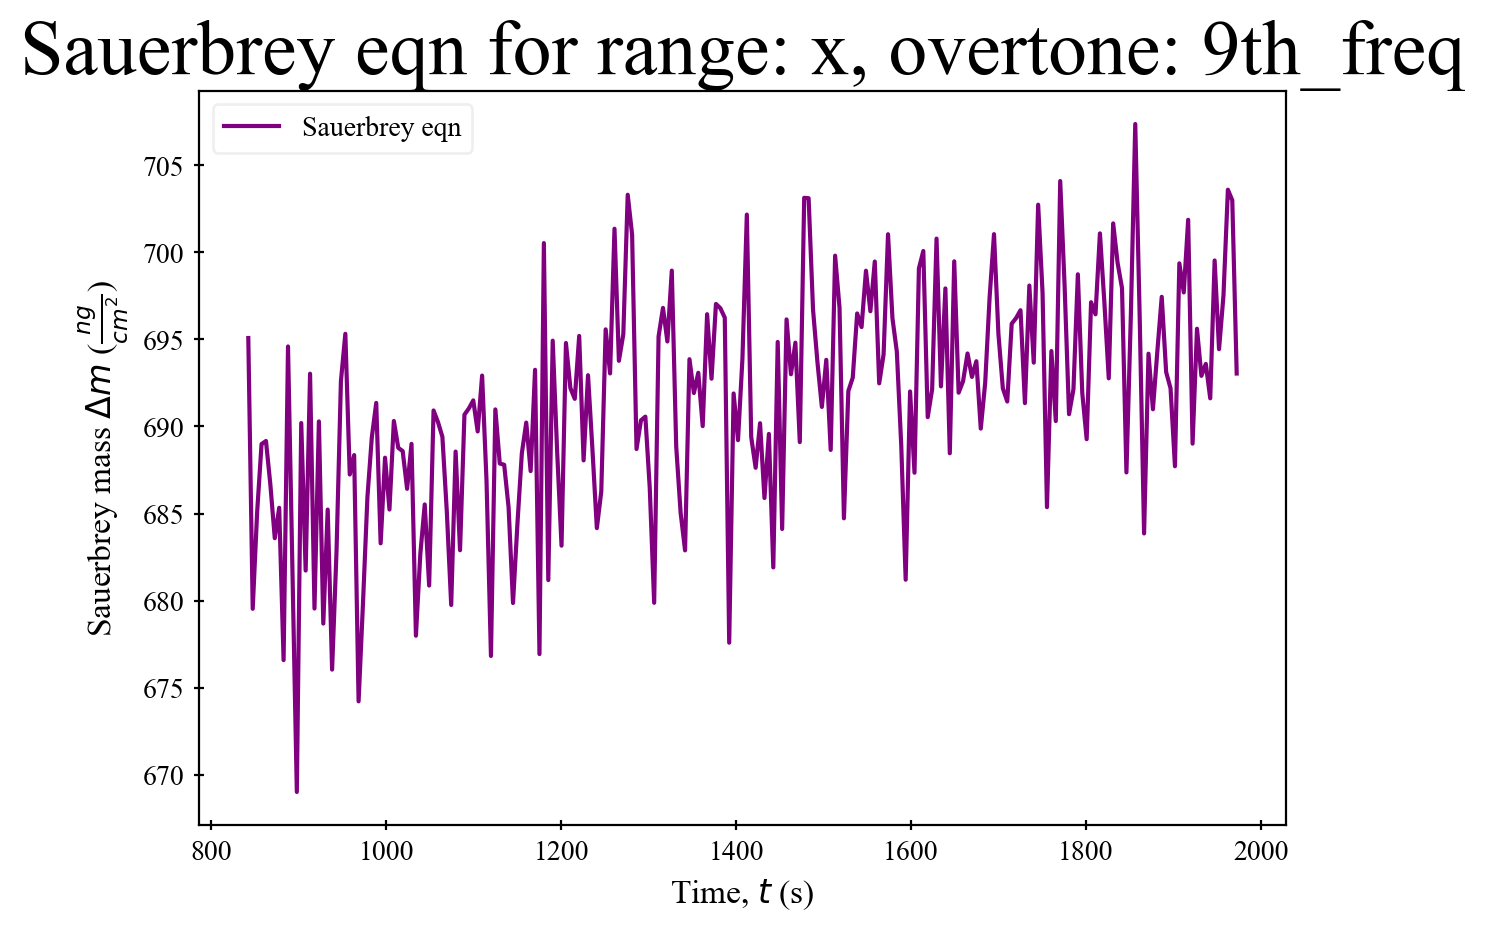 Sauerbrey eqn for range: x, overtone: 9th_freq
Sauerbrey eqn
705
700
695
690
685
680
675
670
Sauerbrey mass Δm (ng/cm²)
800 1000 1200 1400 1600 1800 2000
Time, t (s)